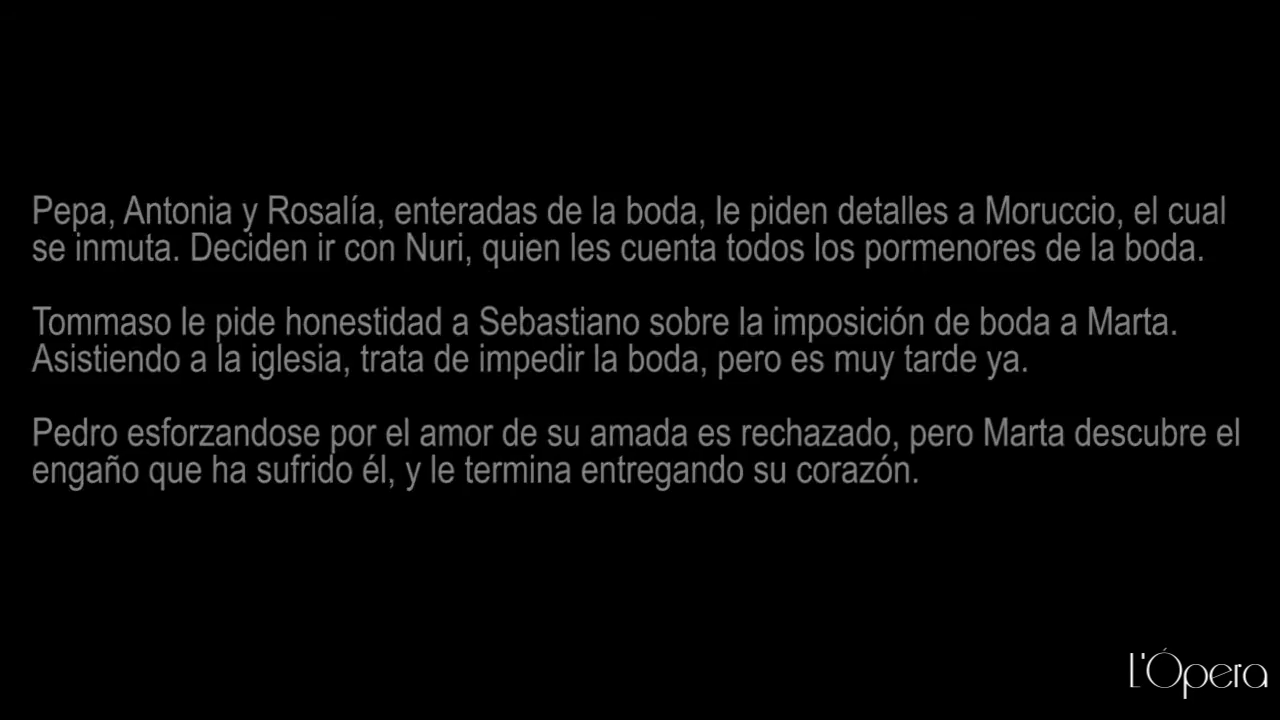 Pepa, Antonia y Rosalía, enteradas de la boda, le piden detalles a Moruccio, el cual
se inmuta. Deciden ir con Nuri, quien les cuenta todos los pormenores de la boda.
Tommaso le pide honestidad a Sebastiano sobre la imposición de boda a Marta.
Asistiendo a la iglesia, trata de impedir la boda, pero es muy tarde ya.
Pedro esforzandose por el amor de su amada es rechazado, pero Marta descubre el
engaño que ha sufrido él, y le termina entregando su corazón.
L'Ópera